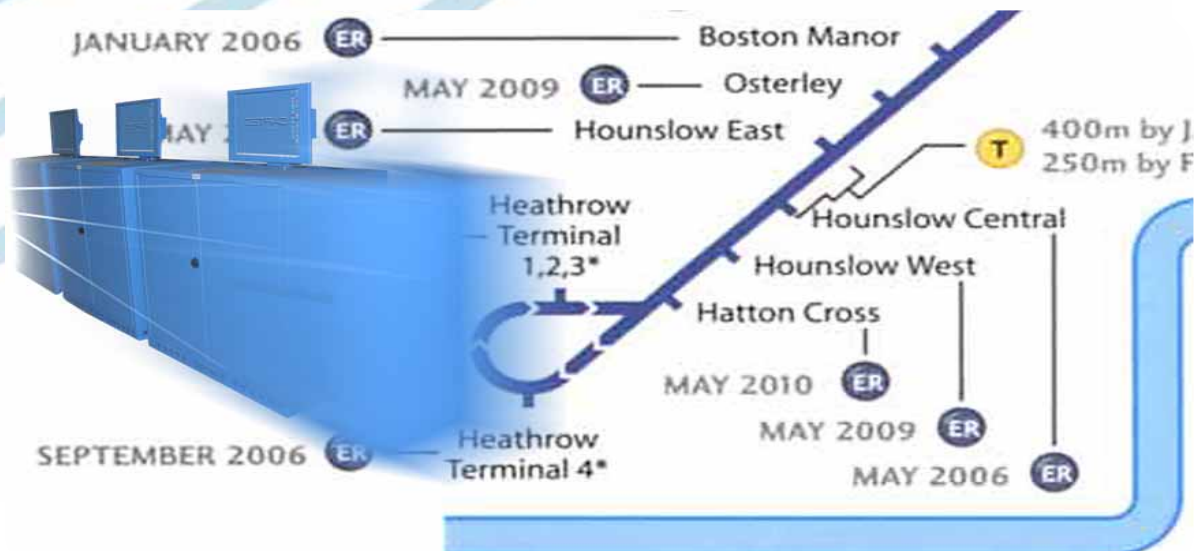 JANUARY 2006 ER Boston Manor
MAY 2009 ER Osterley
MAY ER Hounslow East
T 400m by
250m by
Heathrow
Terminal
1,2,3*
Hounslow Central
Hounslow West
Hatton Cross
MAY 2010 ER
MAY 2009 ER
MAY 2006 ER
SEPTEMBER 2006 ER Heathrow
Terminal 4*